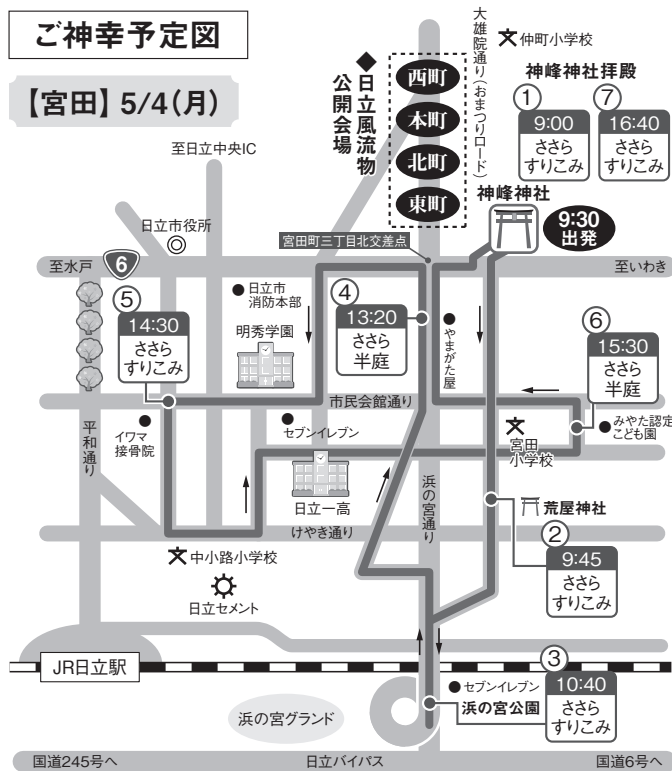 ご神幸予定図
【宮田】5/4(月)
◆日立風流物
公開会場
西町
本町
北町
東町
大雄院通り(おまつりロード)
仲町小学校
神峰神社拝殿
①
9:00
ささら
すりこみ
⑦
16:40
ささら
すりこみ
神峰神社
9:30
出発
至日立中央IC
日立市役所
宮田町三丁目北交差点
至水戸
6
至いわき
⑤
14:30
ささら
すりこみ
日立市
消防本部
明秀学園
④
13:20
ささら
半庭
やまがた屋
⑥
15:30
ささら
半庭
市民会館通り
平和通り
イワマ
接骨院
セブンイレブン
宮田
小学校
みやた認定
こども園
日立一高
浜の宮通り
荒屋神社
けやき通り
②
9:45
ささら
すりこみ
中小路小学校
日立セメント
JR日立駅
③
10:40
ささら
すりこみ
セブンイレブン
浜の宮公園
浜の宮グランド
国道245号へ
日立バイパス
国道6号へ